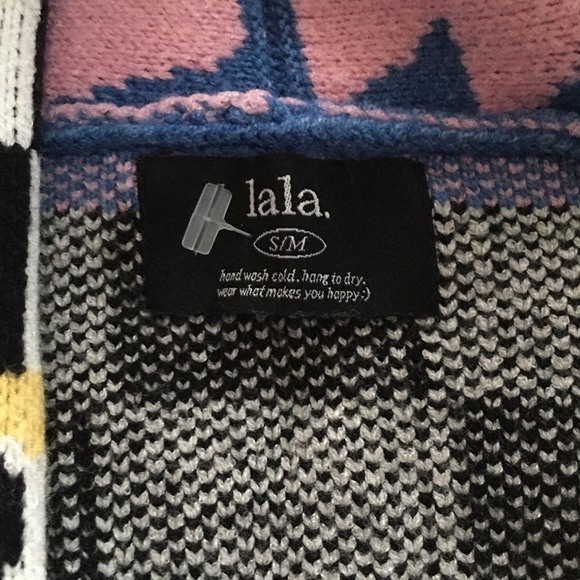 lala.
S/M
hand wash cold. hang to dry.
wear what makes you happy:)